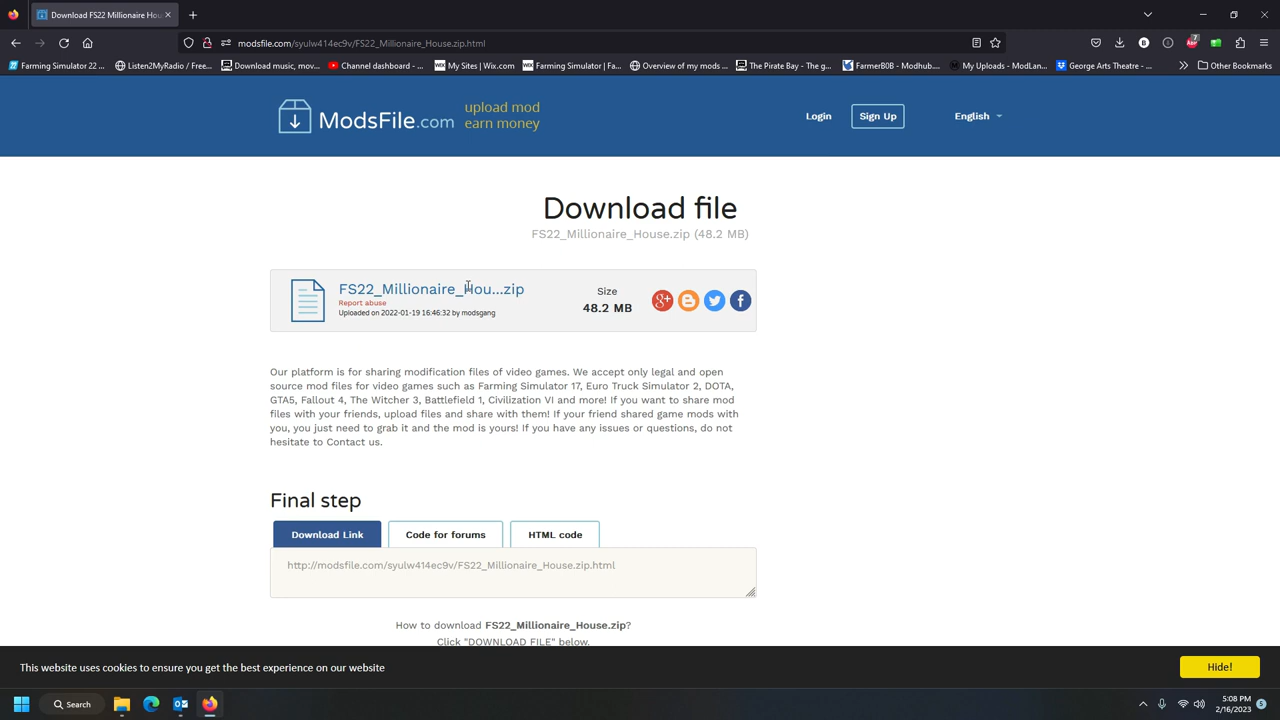 Download FS22 Millionaire Hou
modsfile.com/syulw414ec9v/FS22_Millionaire_House.zip.html
7
Farming Simulator 22 ...
Listen2MyRadio / Free...
Download music, mov...
Channel dashboard - ...
My Sites | Wix.com
Farming Simulator | Fa...
Overview of my mods ...
The Pirate Bay - The g...
FarmerB0B - Modhub....
My Uploads - ModLan...
George Arts Theatre - ...
Other Bookmarks
ModsFile.com
upload mod
earn money
Login
Sign Up
English
Download file
FS22_Millionaire_House.zip (48.2 MB)
FS22_Millionaire_Hou...zip
Report abuse
Uploaded on 2022-01-19 16:46:32 by modsgang
Size
48.2 MB
Our platform is for sharing modification files of video games. We accept only legal and open
source mod files for video games such as Farming Simulator 17, Euro Truck Simulator 2, DOTA,
GTA5, Fallout 4, The Witcher 3, Battlefield 1, Civilization VI and more! If you want to share mod
files with your friends, upload files and share with them! If your friend shared game mods with
you, you just need to grab it and the mod is yours! If you have any issues or questions, do not
hesitate to Contact us.
Final step
Download Link
Code for forums
HTML code
http://modsfile.com/syulw414ec9v/FS22_Millionaire_House.zip.html
How to download FS22_Millionaire_House.zip?
Click "DOWNLOAD FILE" below.
This website uses cookies to ensure you get the best experience on our website
Hide!
Search
5:08 PM
2/16/2023
5